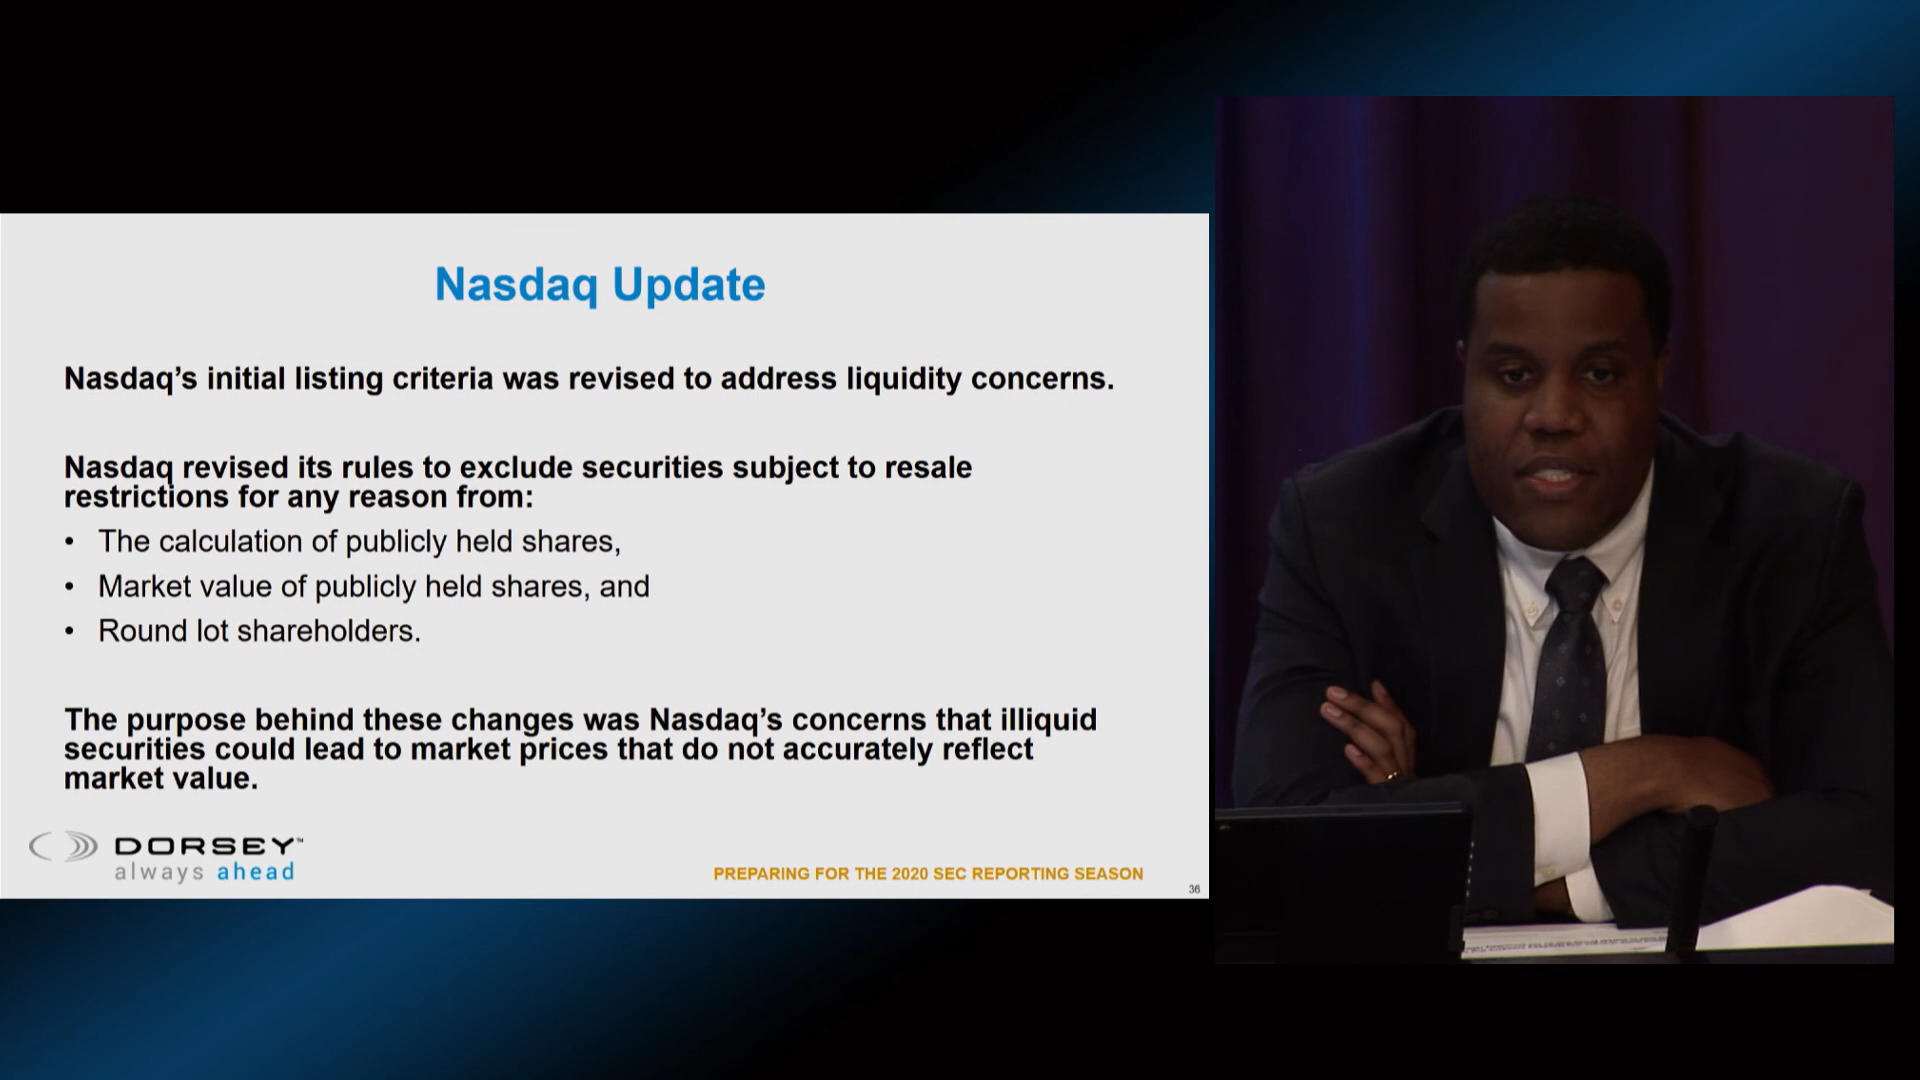 Nasdaq Update
Nasdaq’s initial listing criteria was revised to address liquidity concerns.
Nasdaq revised its rules to exclude securities subject to resale
restrictions for any reason from:
• The calculation of publicly held shares,
• Market value of publicly held shares, and
• Round lot shareholders.
The purpose behind these changes was Nasdaq’s concerns that illiquid
securities could lead to market prices that do not accurately reflect
market value.
DORSEY™
always ahead
PREPARING FOR THE 2020 SEC REPORTING SEASON
36